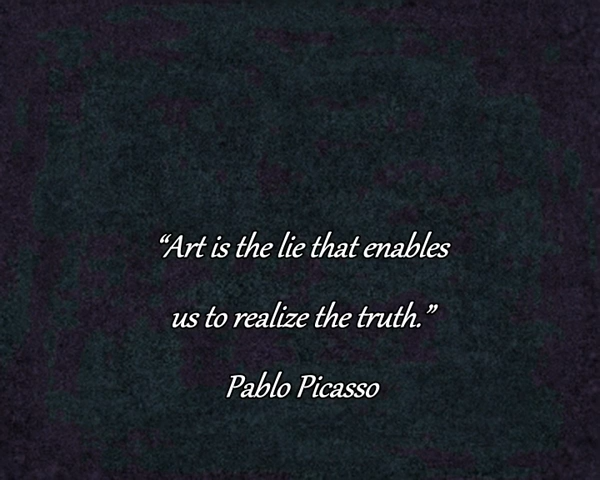 “Art is the lie that enables
us to realize the truth.”
Pablo Picasso